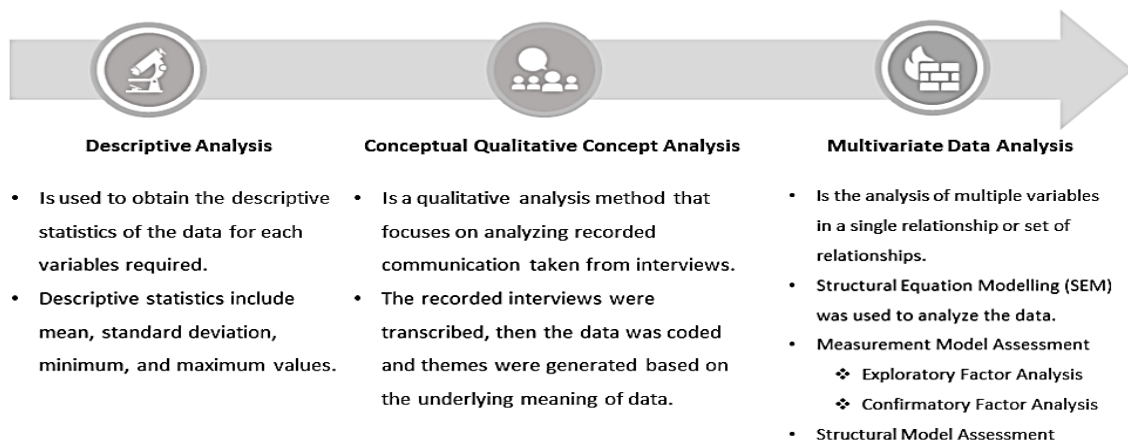 Descriptive Analysis
• Is used to obtain the descriptive
statistics of the data for each
variables required.
• Descriptive statistics include
mean, standard deviation,
minimum, and maximum values.
Conceptual Qualitative Concept Analysis
• Is a qualitative analysis method that
focuses on analyzing recorded
communication taken from interviews.
• The recorded interviews were
transcribed, then the data was coded
and themes were generated based on
the underlying meaning of data.
Multivariate Data Analysis
• Is the analysis of multiple variables
in a single relationship or set of
relationships.
• Structural Equation Modelling (SEM)
was used to analyze the data.
• Measurement Model Assessment
❖ Exploratory Factor Analysis
❖ Confirmatory Factor Analysis
• Structural Model Assessment